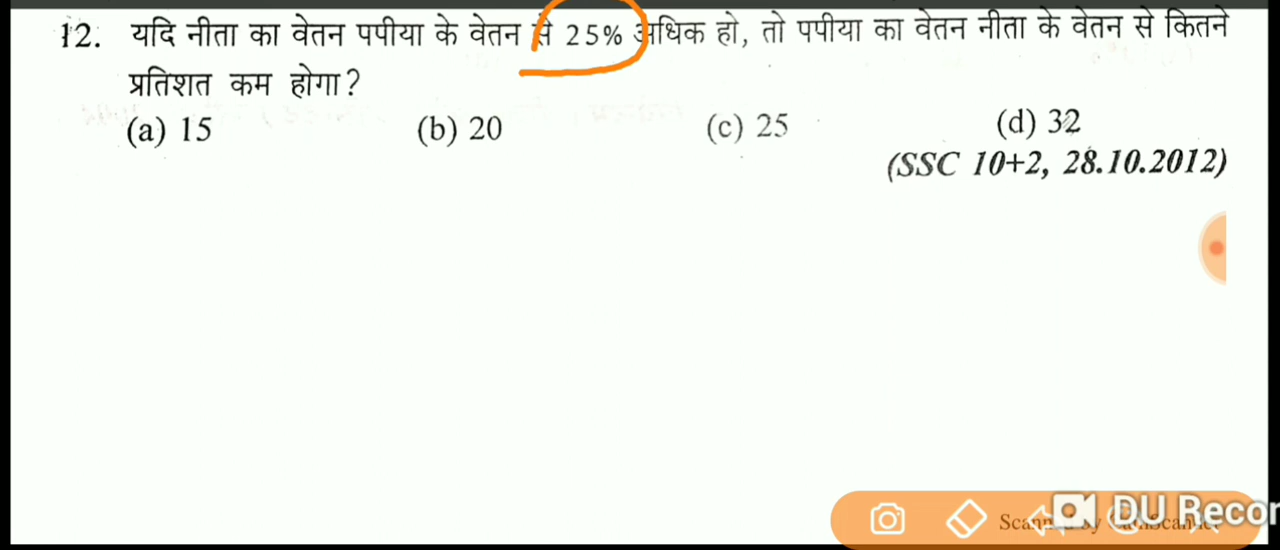 12. यदि नीता का वेतन पपीया के वेतन से 25% अधिक हो, तो पपीया का वेतन नीता के वेतन से कितने
प्रतिशत कम होगा?
(a) 15 (b) 20 (c) 25 (d) 32
(SSC 10+2, 28.10.2012)
DU Recor